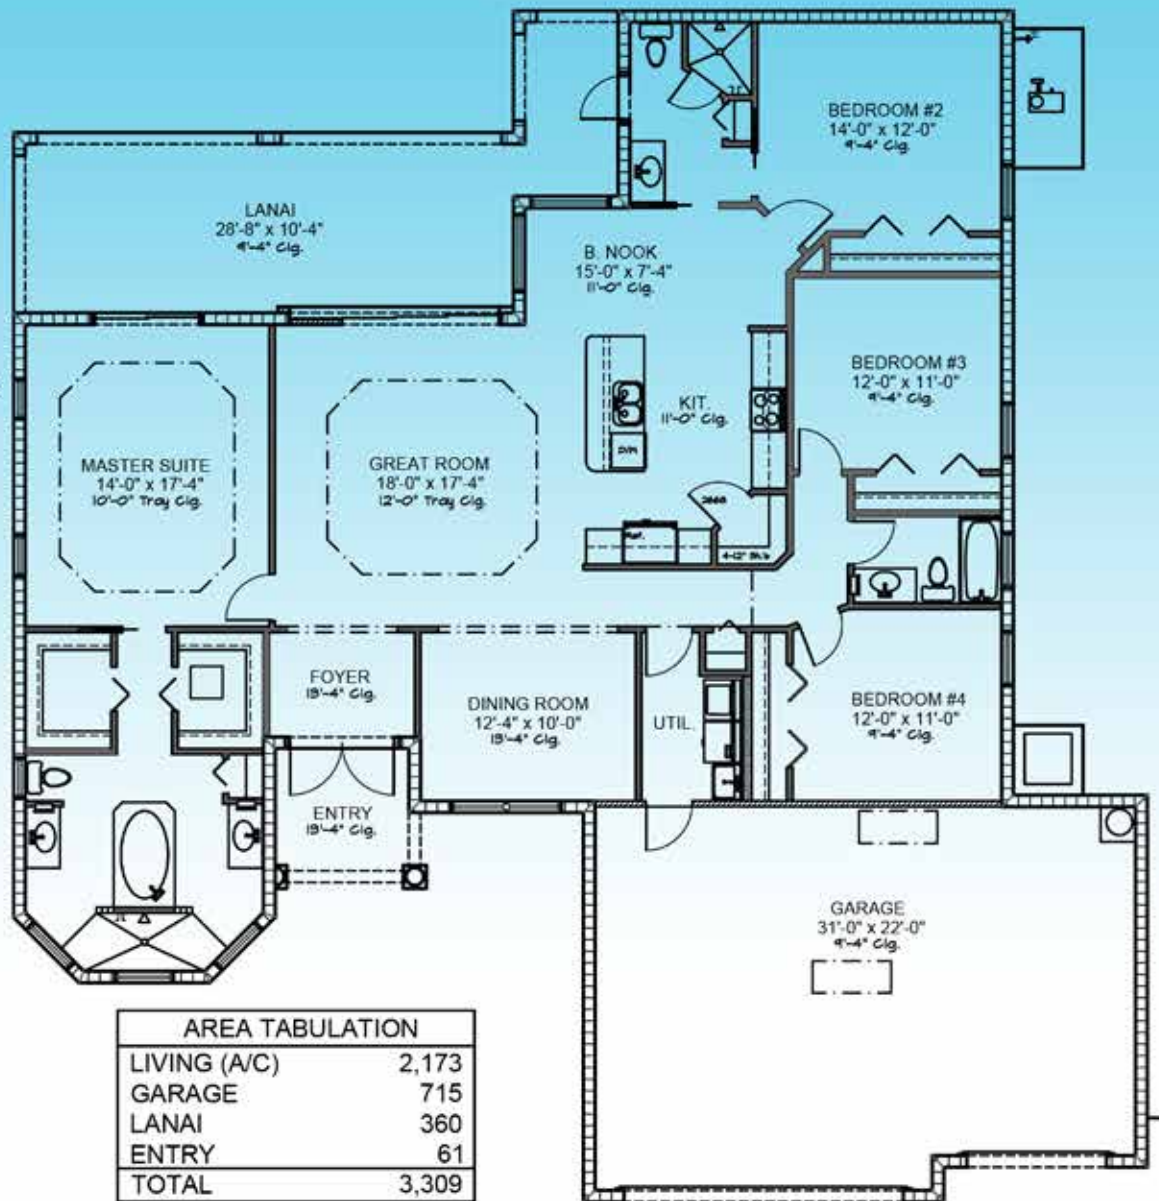 BEDROOM #2
14'-0" x 12'-0"
9'-4" Clg.
LANAI
28'-8" x 10'-4"
9'-4" Clg.
B. NOOK
15'-0" x 7'-4"
11'-0" Clg.
BEDROOM #3
12'-0" x 11'-0"
9'-4" Clg.
KIT.
11'-0" Clg.
D/W
MASTER SUITE
14'-0" x 17'-4"
10'-0" Tray Clg.
GREAT ROOM
18'-0" x 17'-4"
12'-0" Tray Clg.
2668
Ref.
4-12" Sh's
FOYER
13'-4" Clg.
DINING ROOM
12'-4" x 10'-0"
13'-4" Clg.
UTIL.
BEDROOM #4
12'-0" x 11'-0"
9'-4" Clg.
ENTRY
13'-4" Clg.
GARAGE
31'-0" x 22'-0"
9'-4" Clg.
AREA TABULATION
LIVING (A/C) 2,173
GARAGE 715
LANAI 360
ENTRY 61
TOTAL 3,309